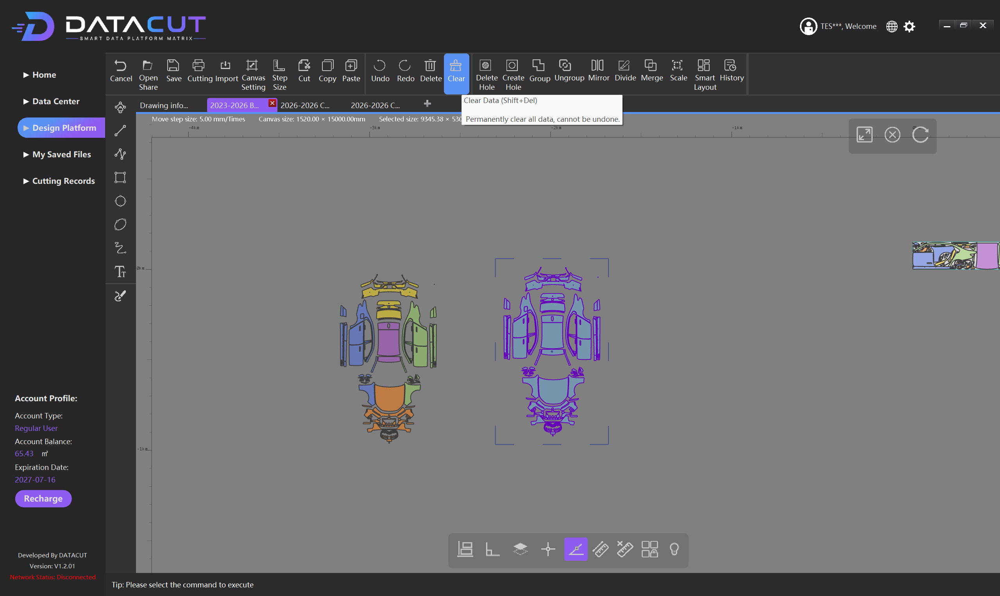 DATACUT
SMART DATA PLATFORM MATRIX
TES***, Welcome
Home
Data Center
Design Platform
My Saved Files
Cutting Records
Cancel
Open Share
Save
Cutting
Import
Canvas Setting
Step Size
Cut
Copy
Paste
Undo
Redo
Delete
Clear
Delete Hole
Create Hole
Group
Ungroup
Mirror
Divide
Merge
Scale
Smart Layout
History
Drawing info...
2023-2026 B...
2026-2026 C...
2026-2026 C...
Clear Data (Shift+Del)
Permanently clear all data, cannot be undone.
Move step size: 5.00 mm/Times
Canvas size: 1520.00 × 15000.00mm
Selected size: 9345.38 × 530
-4km
-3km
-2km
-1km
0km
0km
-1km
Account Profile:
Account Type:
Regular User
Account Balance:
65.43 ㎡
Expiration Date:
2027-07-16
Recharge
Developed By DATACUT
Version: V1.2.01
Network Status: Disconnected
Tip: Please select the command to execute